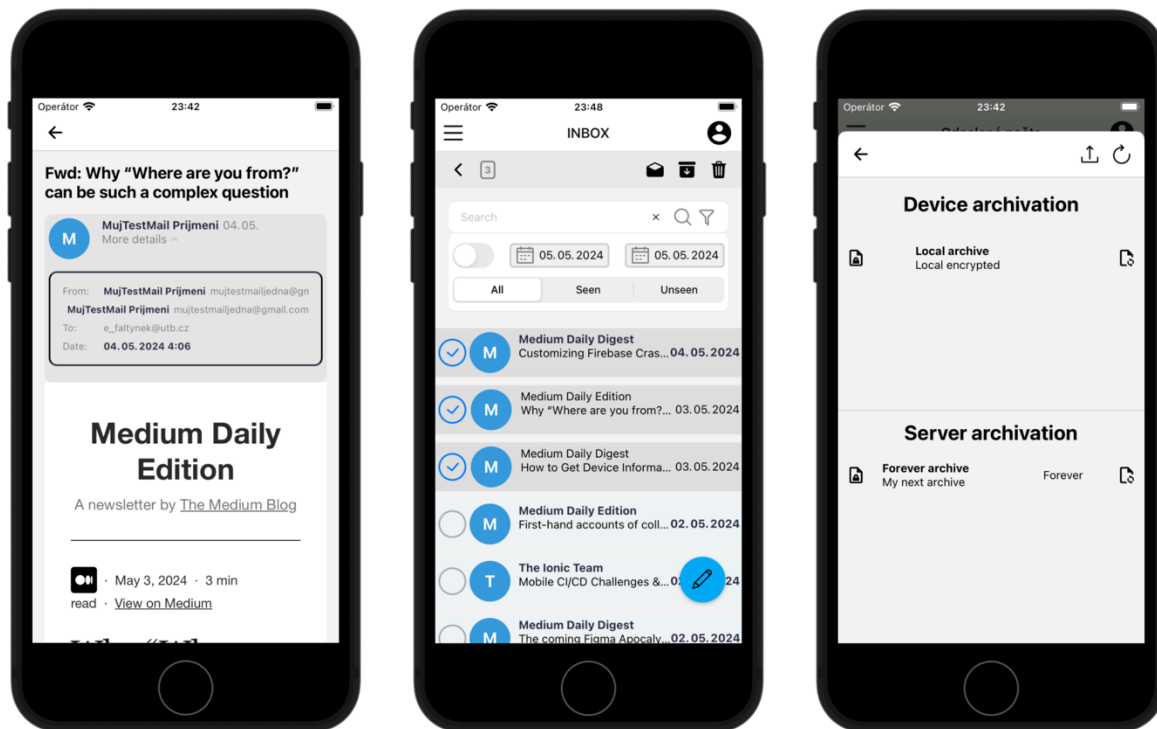 Operátor 23:42
Fwd: Why “Where are you from?”
can be such a complex question
M
MujTestMail Prijmeni 04. 05.
More details
From: MujTestMail Prijmeni mujtestmailjedna@gn
MujTestMail Prijmeni mujtestmailjedna@gmail.com
To: e_faltynek@utb.cz
Date: 04. 05. 2024 4:06
Medium Daily
Edition
A newsletter by The Medium Blog
· May 3, 2024 · 3 min
read · View on Medium
Operátor 23:48
INBOX
3
Search
05. 05. 2024 05. 05. 2024
All Seen Unseen
M
Medium Daily Digest
Customizing Firebase Cras... 04. 05. 2024
M
Medium Daily Edition
Why “Where are you from?... 03. 05. 2024
M
Medium Daily Digest
How to Get Device Informa... 03. 05. 2024
M
Medium Daily Edition
First-hand accounts of coll... 02. 05. 2024
T
The Ionic Team
Mobile CI/CD Challenges &... 24
M
Medium Daily Digest
The coming Figma Apocaly... 02. 05. 2024
Operátor 23:42
Device archivation
Local archive
Local encrypted
Server archivation
Forever archive
My next archive Forever